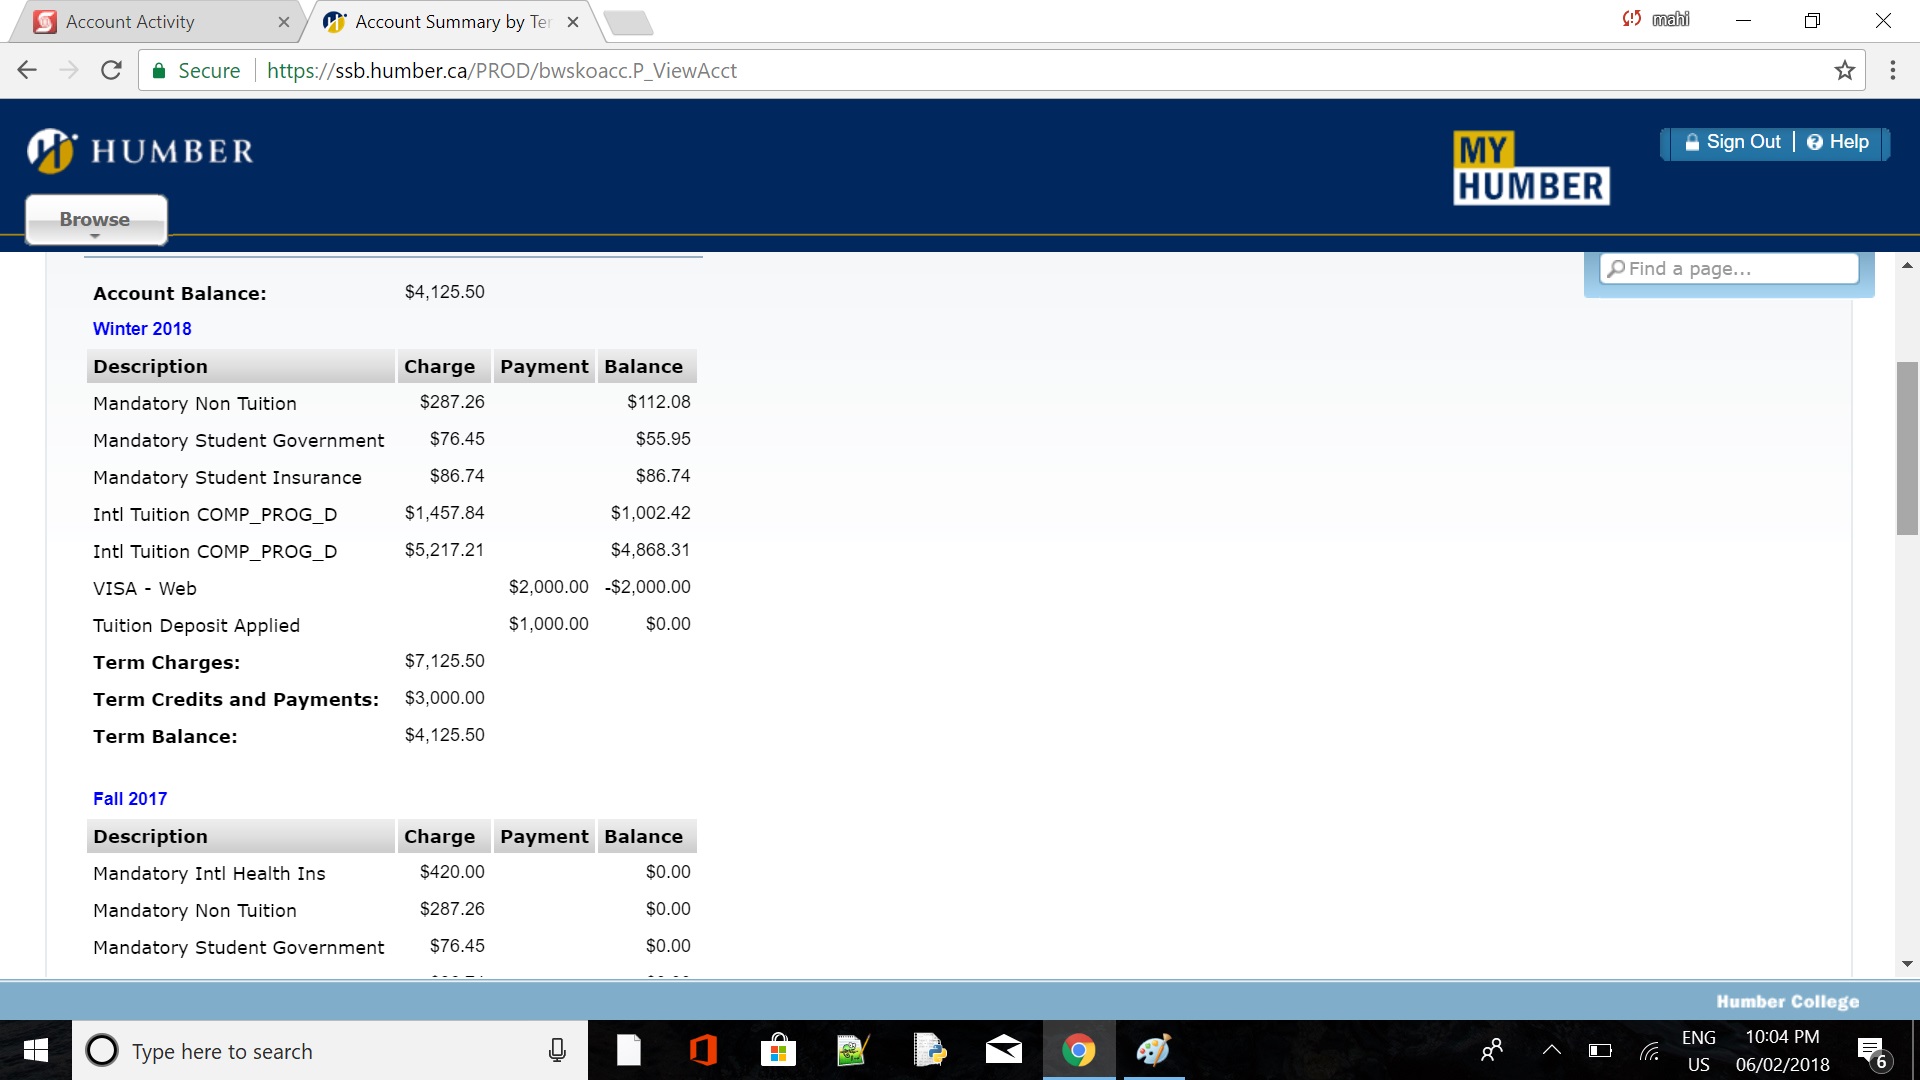 Account Activity
Account Summary by Ter
mahi
Secure https://ssb.humber.ca/PROD/bwskoacc.P_ViewAcct
HUMBER
MY HUMBER
Sign Out | Help
Browse
Find a page...
Account Balance: $4,125.50
Winter 2018
Description Charge Payment Balance
Mandatory Non Tuition $287.26 $112.08
Mandatory Student Government $76.45 $55.95
Mandatory Student Insurance $86.74 $86.74
Intl Tuition COMP_PROG_D $1,457.84 $1,002.42
Intl Tuition COMP_PROG_D $5,217.21 $4,868.31
VISA - Web $2,000.00 -$2,000.00
Tuition Deposit Applied $1,000.00 $0.00
Term Charges: $7,125.50
Term Credits and Payments: $3,000.00
Term Balance: $4,125.50
Fall 2017
Description Charge Payment Balance
Mandatory Intl Health Ins $420.00 $0.00
Mandatory Non Tuition $287.26 $0.00
Mandatory Student Government $76.45 $0.00
Humber College
Type here to search
ENG
US
10:04 PM
06/02/2018
6